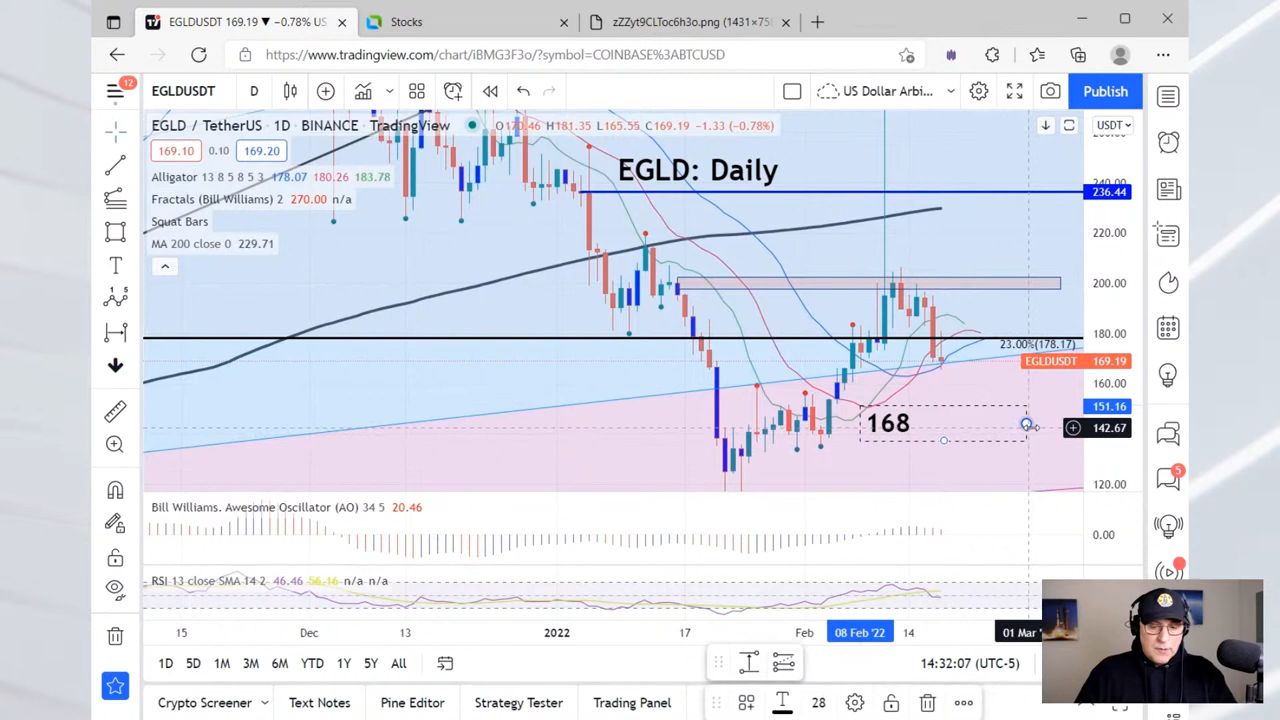 EGLDUSDT 169.19 ▼ −0.78% US
Stocks
zZZyt9CLToc6h3o.png (1431×75
https://www.tradingview.com/chart/iBMG3F3o/?symbol=COINBASE%3ABTCUSD
12
EGLDUSDT
D
US Dollar Arbi...
Publish
EGLD / TetherUS · 1D · BINANCE · TradingView
H181.35 L165.55 C169.19 −1.33 (−0.78%)
USDT
169.10 0.10 169.20
EGLD: Daily
Alligator 13 8 5 8 5 3 178.07 180.26 183.78
Fractals (Bill Williams) 2 270.00 n/a
236.44
Squat Bars
220.00
MA 200 close 0 229.71
200.00
180.00
23.00%(178.17)
EGLDUSDT 169.19
160.00
151.16
168
142.67
5
120.00
Bill Williams. Awesome Oscillator (AO) 34 5 20.46
0.00
RSI 13 close SMA 14 2 46.46 56.16 n/a n/a
15 Dec 13 2022 17 Feb 08 Feb '22 14 01 Mar '
1D 5D 1M 3M 6M YTD 1Y 5Y All
14:32:07 (UTC-5)
Crypto Screener Text Notes Pine Editor Strategy Tester Trading Panel
28